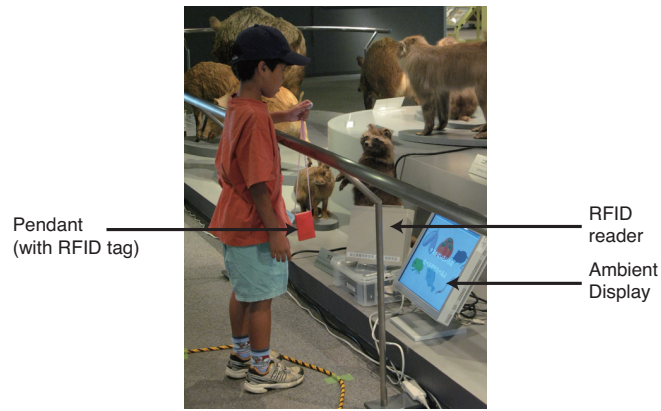 Pendant
(with RFID tag)
RFID
reader
Ambient
Display